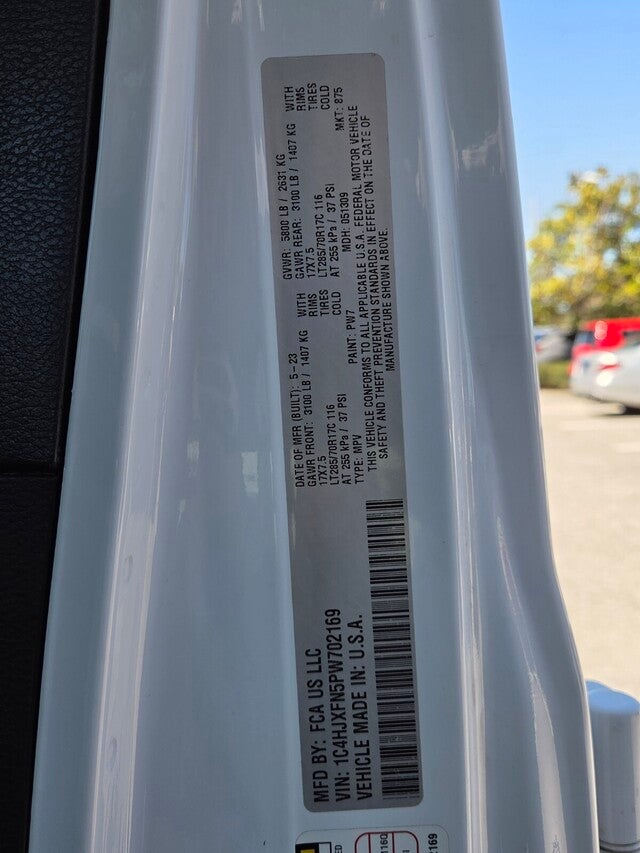 MFD BY: FCA US LLC
VIN: 1C4HJXFN5PW702169
VEHICLE MADE IN: U.S.A.
DATE OF MFR (BUILT): 5-23 GVWR: 5800 LB / 2631 KG
GAWR FRONT: 3100 LB / 1407 KG WITH GAWR REAR: 3100 LB / 1407 KG WITH
17X7.5 RIMS 17X7.5 RIMS
LT285/70R17C 116 TIRES LT285/70R17C 116 TIRES
AT 255 kPa / 37 PSI COLD AT 255 kPa / 37 PSI COLD
TYPE: MPV PAINT: PW7 MDH: 051309 MKT: 875
THIS VEHICLE CONFORMS TO ALL APPLICABLE U.S.A. FEDERAL MOTOR VEHICLE
SAFETY AND THEFT PREVENTION STANDARDS IN EFFECT ON THE DATE OF
MANUFACTURE SHOWN ABOVE.
1160
2169